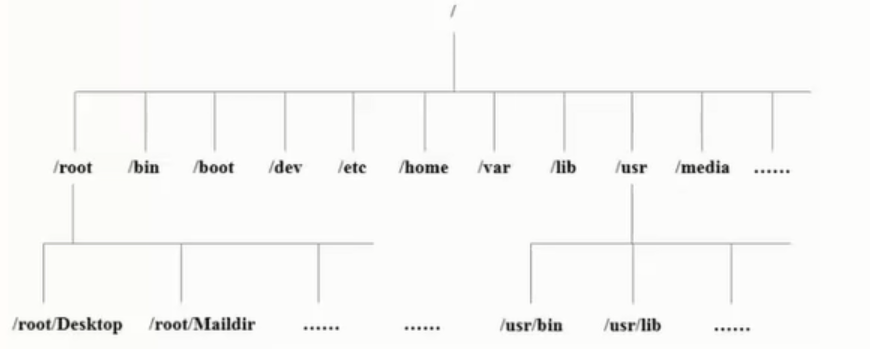 /
/root /bin /boot /dev /etc /home /var /lib /usr /media ......
/root/Desktop /root/Maildir ...... ...... /usr/bin /usr/lib ......